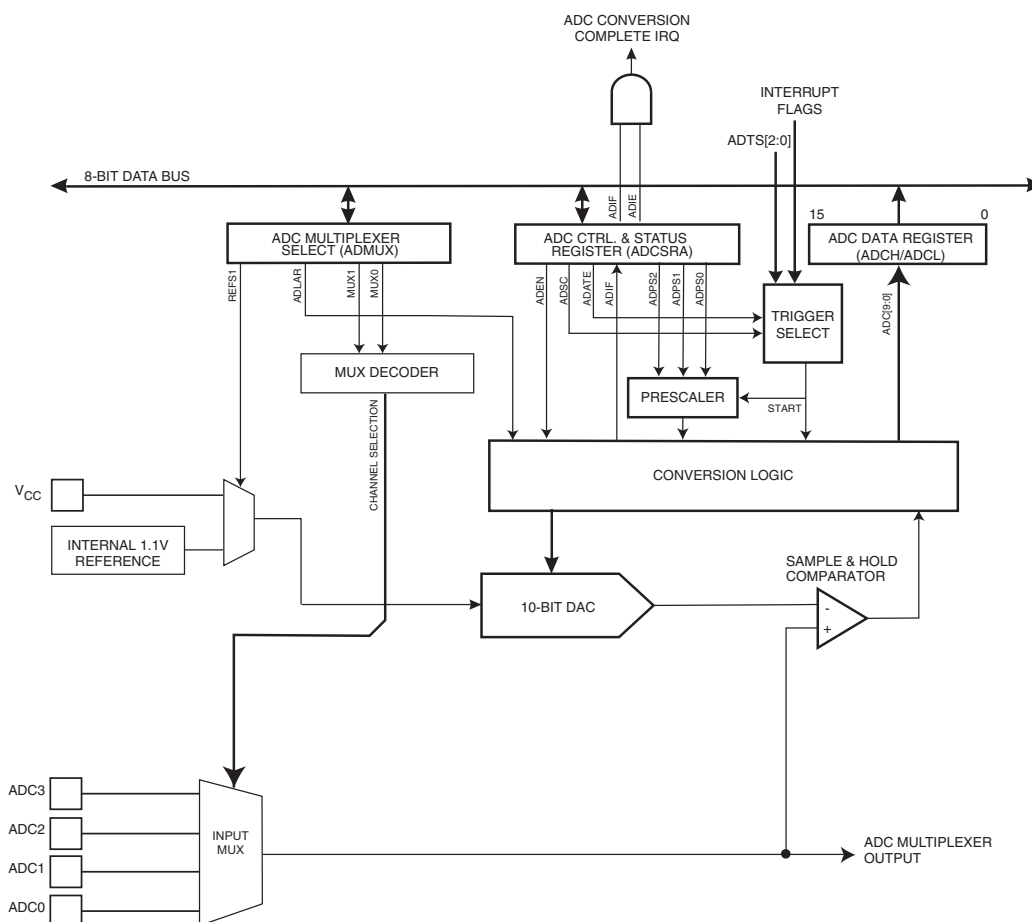 ADC CONVERSION
COMPLETE IRQ
INTERRUPT
FLAGS
ADTS[2:0]
8-BIT DATA BUS
ADIF
ADIE
15
0
ADC MULTIPLEXER
SELECT (ADMUX)
ADC CTRL. & STATUS
REGISTER (ADCSRA)
ADC DATA REGISTER
(ADCH/ADCL)
REFS1
ADLAR
MUX1
MUX0
ADEN
ADSC
ADATE
ADIF
ADPS2
ADPS1
ADPS0
ADC[9:0]
TRIGGER
SELECT
MUX DECODER
PRESCALER
START
CHANNEL SELECTION
CONVERSION LOGIC
VCC
INTERNAL 1.1V
REFERENCE
SAMPLE & HOLD
COMPARATOR
10-BIT DAC
-
+
ADC3
ADC2
ADC1
ADC0
INPUT
MUX
ADC MULTIPLEXER
OUTPUT